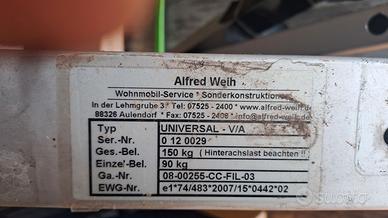 Alfred Weih
Wohnmobil-Service * Sonderkonstruktionen
In der Lehmgrube 3 * Tel: 07525 - 2400 * www.alfred-weih.de
88326 Aulendorf * Fax: 07525 - 2408 * info@alfred-weih.de
Typ UNIVERSAL - V/A
Ser.-Nr. 0 12 0029
Ges.-Bel. 150 kg ( Hinterachslast beachten !!
Einzel-Bel. 90 kg
Ga.-Nr. 08-00255-CC-FIL-03
EWG-Nr. e1*74/483*2007/15*0442*02
subito